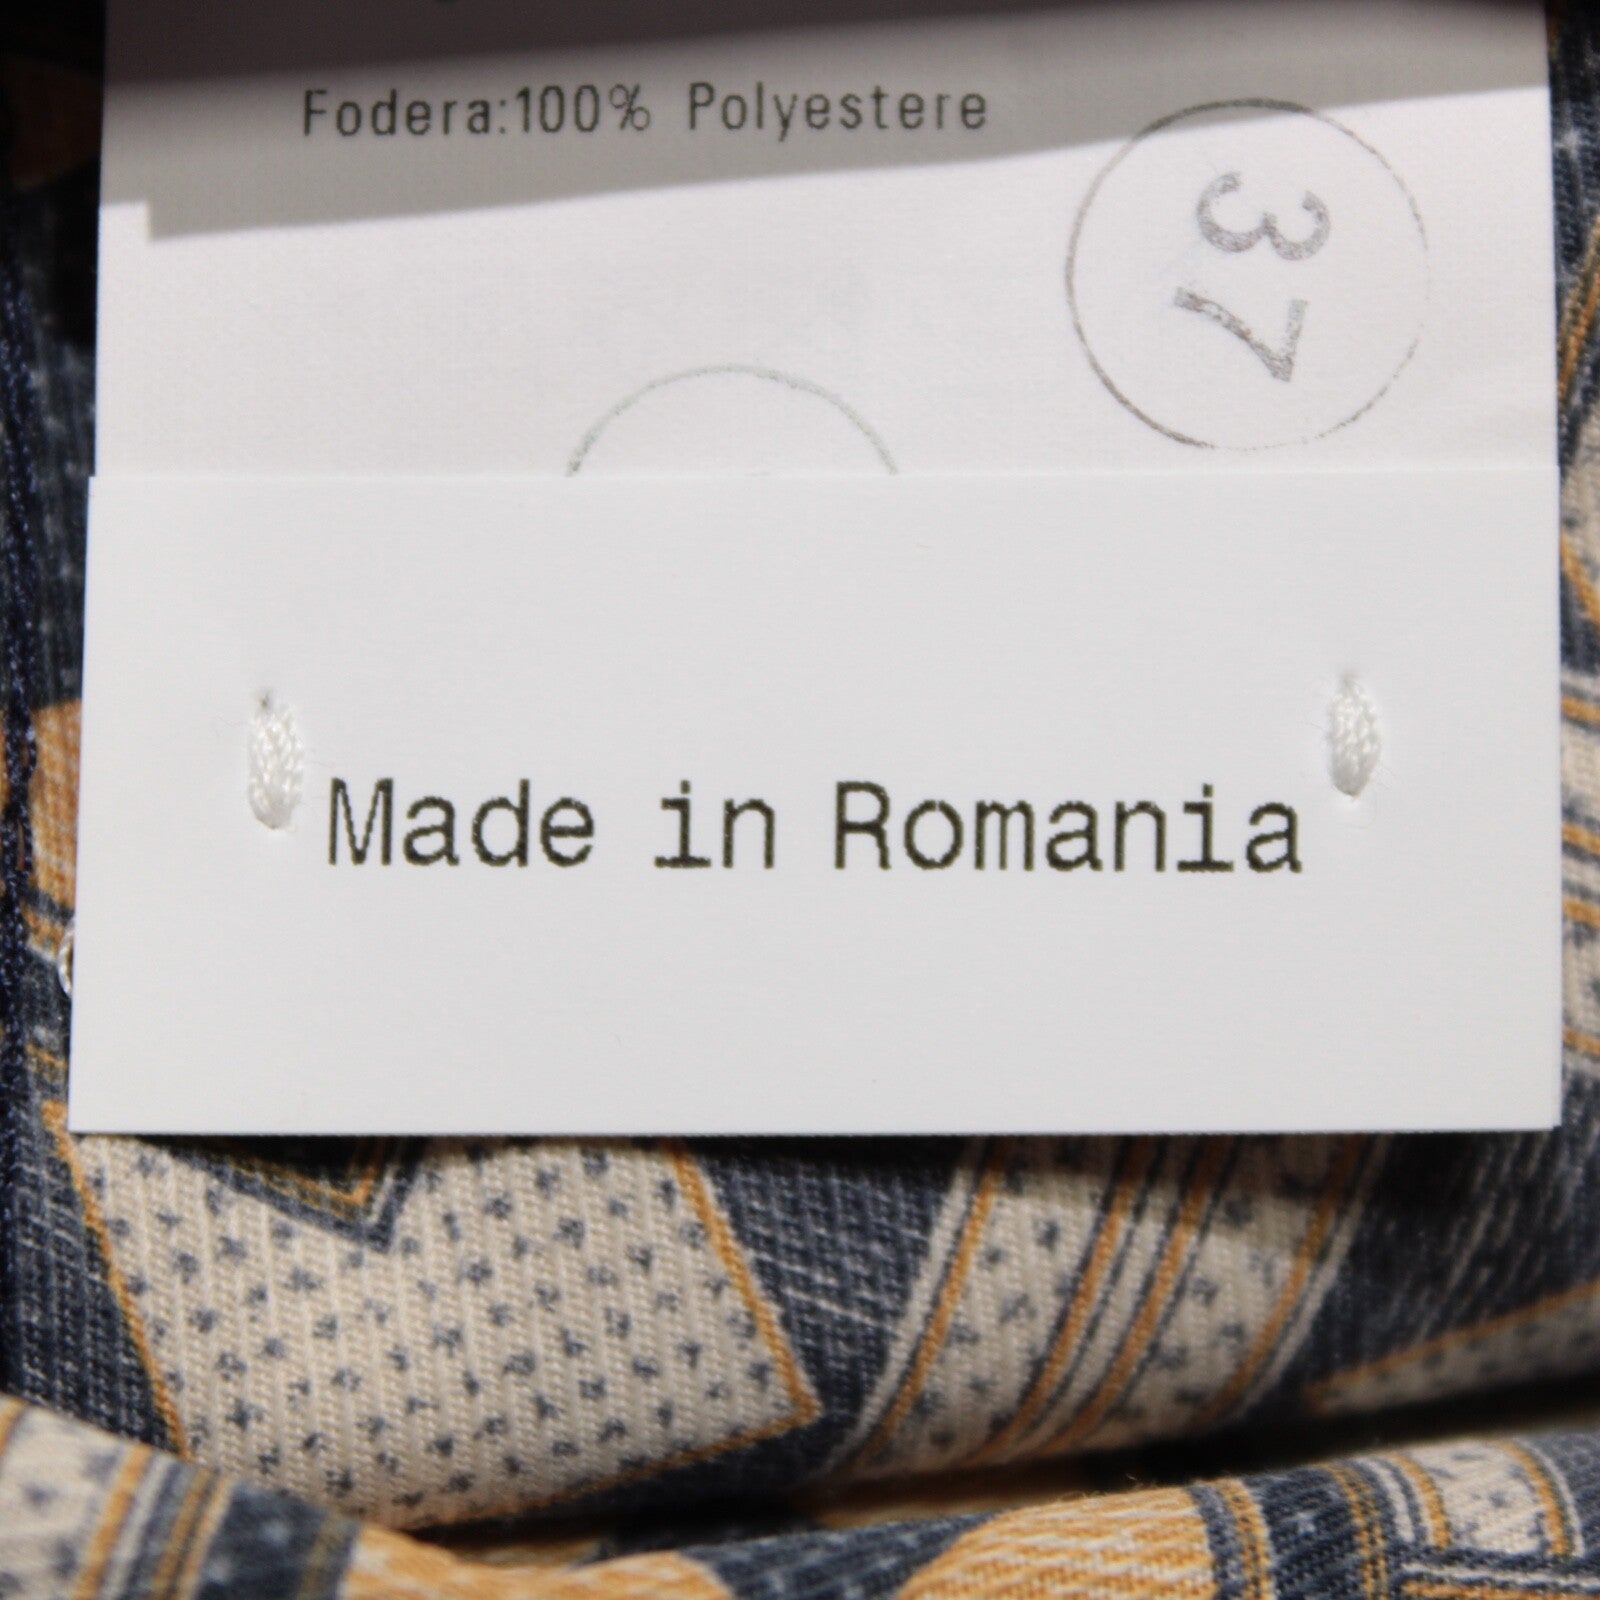 Fodera:100% Polyestere
37
Made in Romania